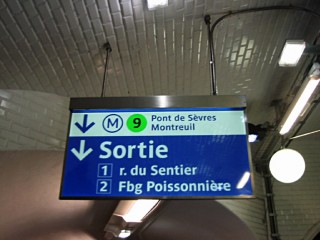 M 9 Pont de Sèvres
Montreuil
Sortie
1 r. du Sentier
2 Fbg Poissonnière